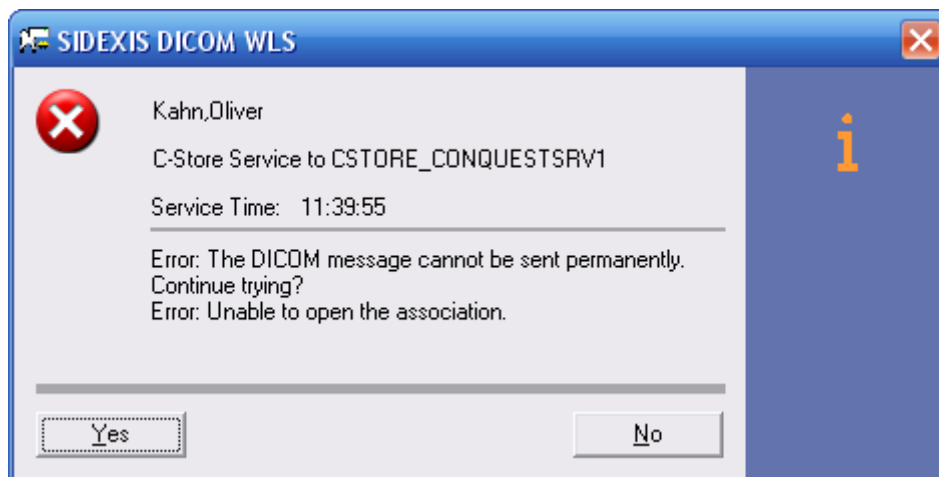 SIDEXIS DICOM WLS
Kahn,Oliver
C-Store Service to CSTORE_CONQUESTSRV1
Service Time: 11:39:55
Error: The DICOM message cannot be sent permanently.
Continue trying?
Error: Unable to open the association.
Yes
No